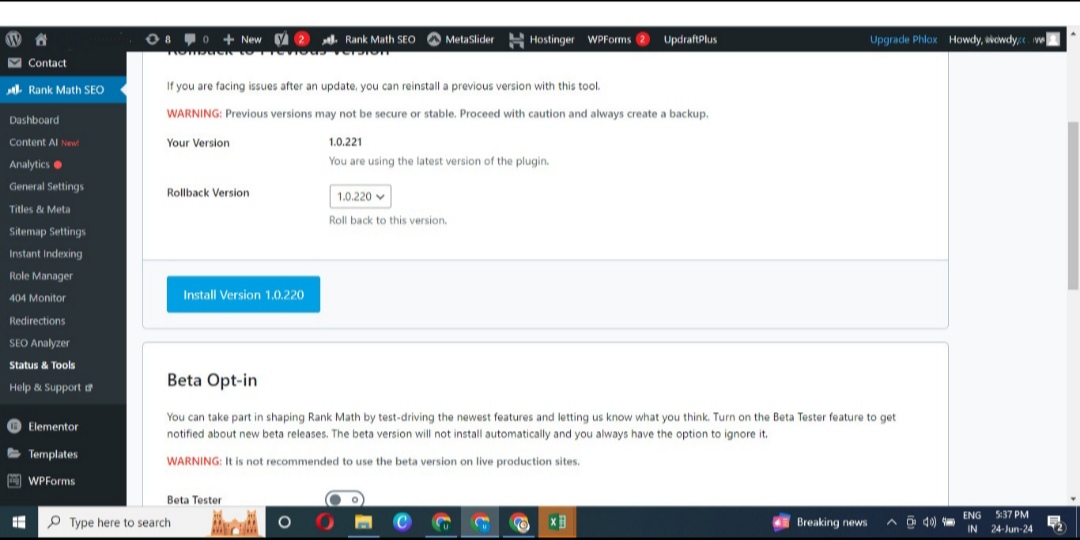 8 0 + New 2 Rank Math SEO MetaSlider Hostinger WPForms 2 UpdraftPlus Upgrade Phlox Howdy,
Contact
Rank Math SEO
Rollback to Previous Version
If you are facing issues after an update, you can reinstall a previous version with this tool.
WARNING: Previous versions may not be secure or stable. Proceed with caution and always create a backup.
Your Version 1.0.221
You are using the latest version of the plugin.
Rollback Version 1.0.220
Roll back to this version.
Install Version 1.0.220
Dashboard
Content AI New!
Analytics
General Settings
Titles & Meta
Sitemap Settings
Instant Indexing
Role Manager
404 Monitor
Redirections
SEO Analyzer
Status & Tools
Help & Support
Elementor
Templates
WPForms
Beta Opt-in
You can take part in shaping Rank Math by test-driving the newest features and letting us know what you think. Turn on the Beta Tester feature to get
notified about new beta releases. The beta version will not install automatically and you always have the option to ignore it.
WARNING: It is not recommended to use the beta version on live production sites.
Beta Tester
Type here to search
Breaking news
ENG 5:37 PM
IN 24-Jun-24
2